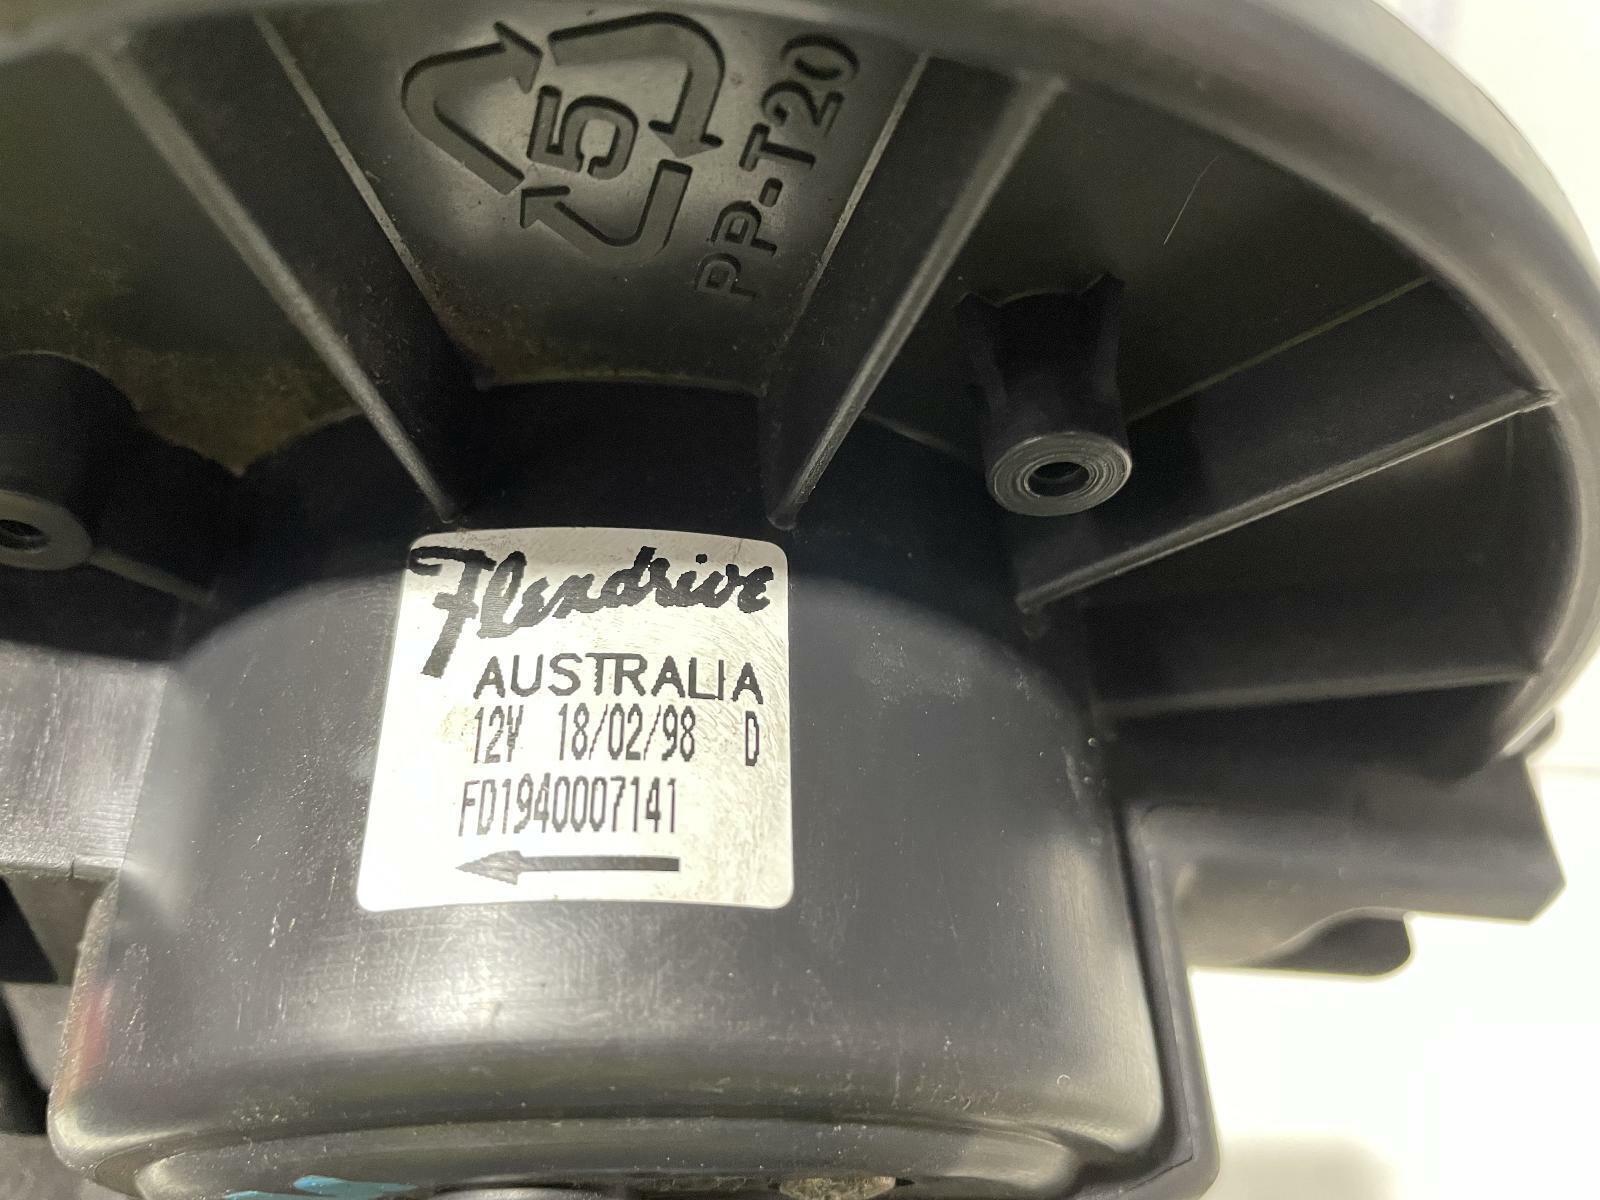 5
PP-T20
Flexdrive
AUSTRALIA
12V 18/02/98 D
FD1940007141